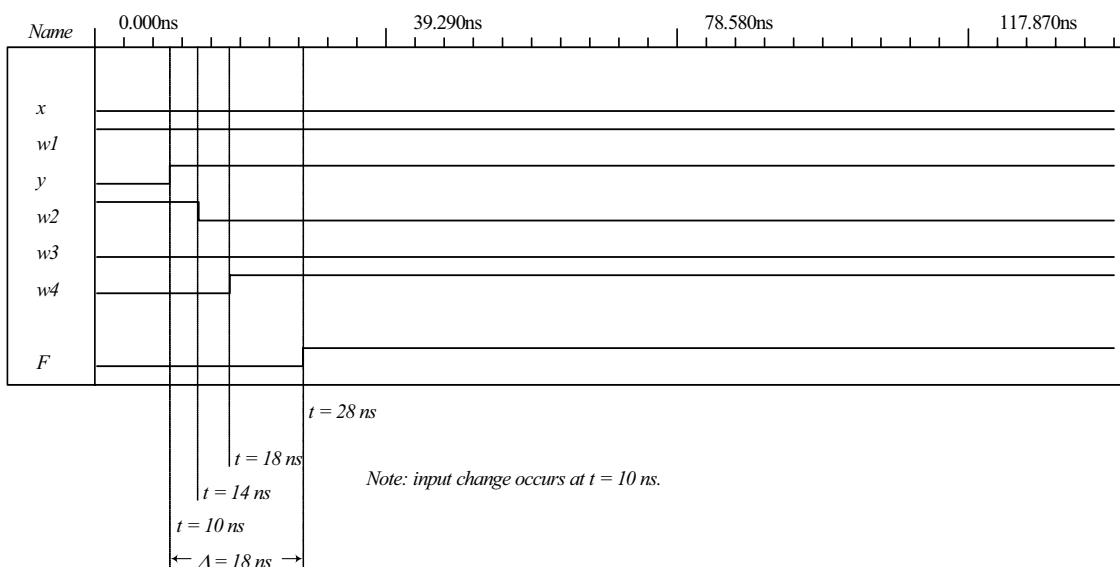 Name 0.000ns 39.290ns 78.580ns 117.870ns
x
w1
y
w2
w3
w4
F
t = 28 ns
t = 18 ns
Note: input change occurs at t = 10 ns.
t = 14 ns
t = 10 ns
Δ = 18 ns